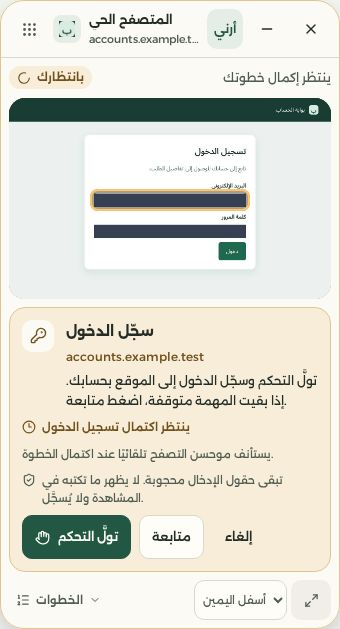 المتصفح الحي
accounts.example.t...
أرني
ينتظر إكمال خطوتك
بانتظارك
بوابة الحساب
تسجيل الدخول
تابع إلى حسابك للوصول إلى تفاصيل الطلب.
البريد الإلكتروني
كلمة المرور
دخول
سجّل الدخول
accounts.example.test
تولَّ التحكم وسجّل الدخول إلى الموقع بحسابك.
إذا بقيت المهمة متوقفة، اضغط متابعة.
ينتظر اكتمال تسجيل الدخول
يستأنف موحسن التصفح تلقائيًا عند اكتمال الخطوة.
تبقى حقول الإدخال محجوبة. لا يظهر ما تكتبه في
المشاهدة ولا يُسجَّل.
تولَّ التحكم
متابعة
إلغاء
الخطوات
أسفل اليمين